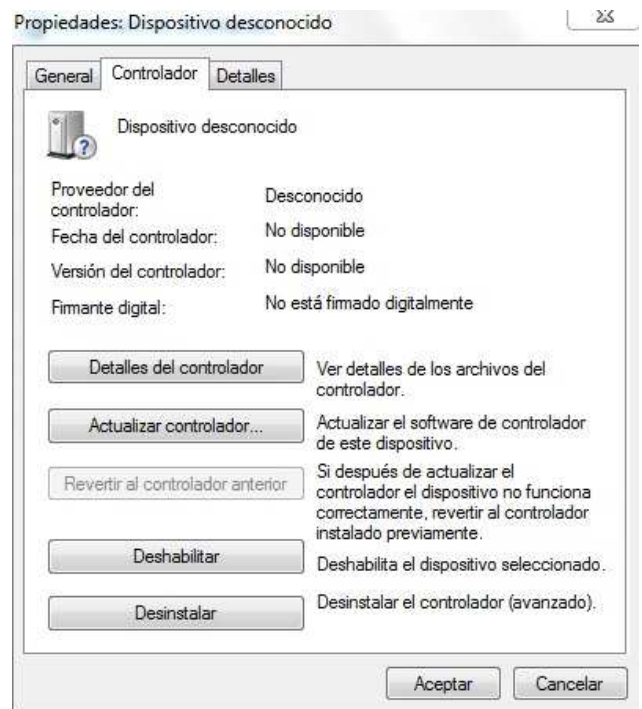 Propiedades: Dispositivo desconocido
General Controlador Detalles
Dispositivo desconocido
Proveedor del
controlador:
Desconocido
Fecha del controlador:
No disponible
Versión del controlador:
No disponible
Firmante digital:
No está firmado digitalmente
Detalles del controlador
Ver detalles de los archivos del
controlador.
Actualizar controlador...
Actualizar el software de controlador
de este dispositivo.
Revertir al controlador anterior
Si después de actualizar el
controlador el dispositivo no funciona
correctamente, revertir al controlador
instalado previamente.
Deshabilitar
Deshabilita el dispositivo seleccionado.
Desinstalar
Desinstalar el controlador (avanzado).
Aceptar Cancelar